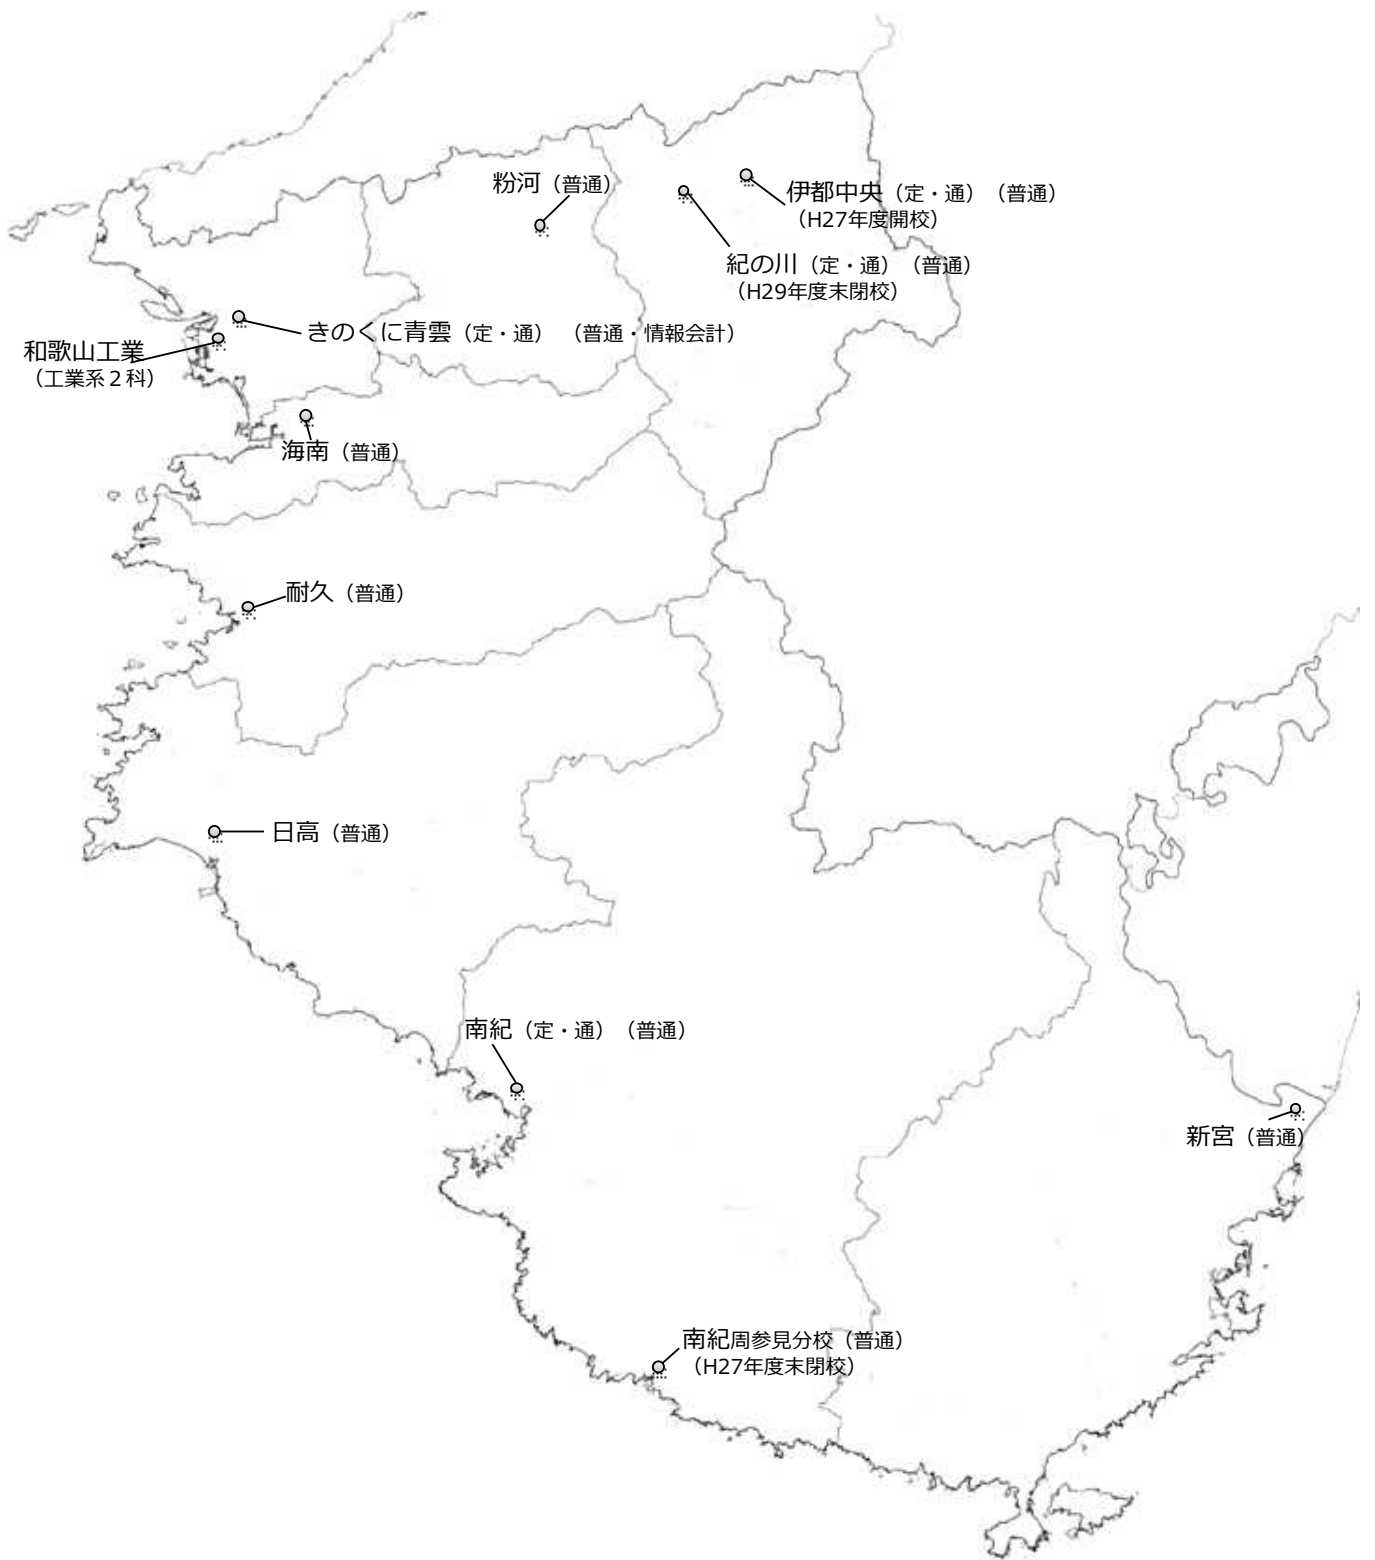 粉河（普通）
伊都中央（定・通）（普通）
（H27年度開校）
紀の川（定・通）（普通）
（H29年度末閉校）
きのくに青雲（定・通）（普通・情報会計）
和歌山工業
（工業系２科）
海南（普通）
耐久（普通）
日高（普通）
南紀（定・通）（普通）
新宮（普通）
南紀周参見分校（普通）
（H27年度末閉校）